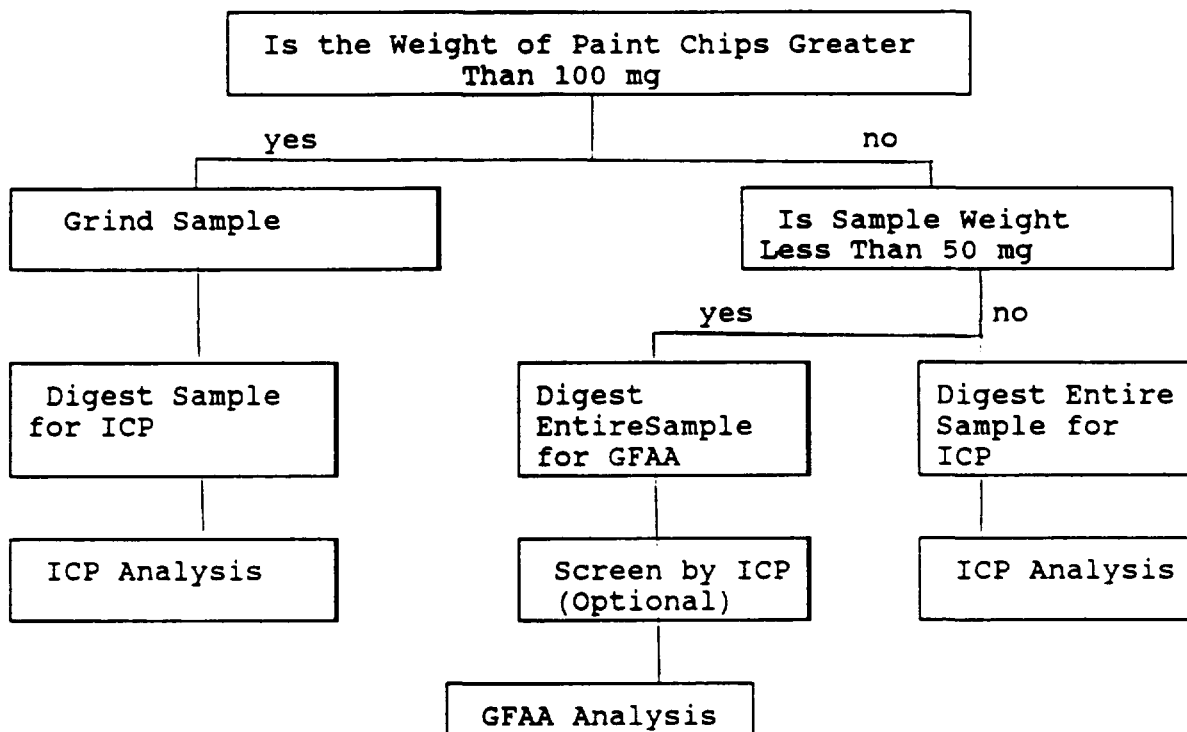 Is the Weight of Paint Chips Greater
Than 100 mg
yes
no
Grind Sample
Is Sample Weight
Less Than 50 mg
yes
no
Digest Sample
for ICP
Digest
EntireSample
for GFAA
Digest Entire
Sample for
ICP
ICP Analysis
Screen by ICP
(Optional)
ICP Analysis
GFAA Analysis